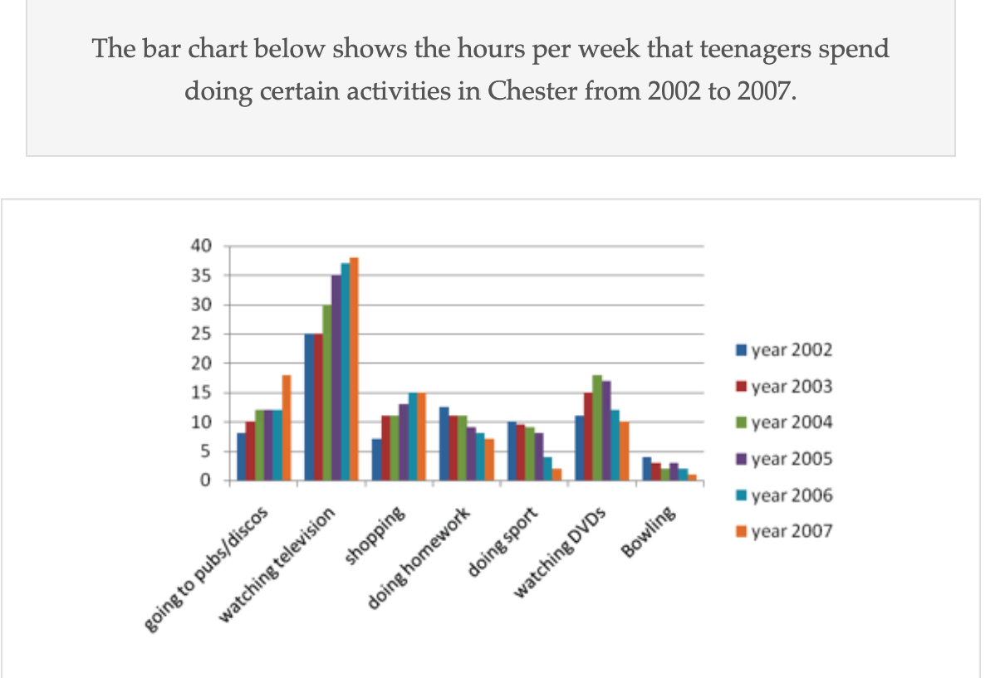 The bar chart below shows the hours per week that teenagers spend
doing certain activities in Chester from 2002 to 2007.
40
35
30
25
20
15
10
5
0
going to pubs/discos
watching television
shopping
doing homework
doing sport
watching DVDs
Bowling
year 2002
year 2003
year 2004
year 2005
year 2006
year 2007